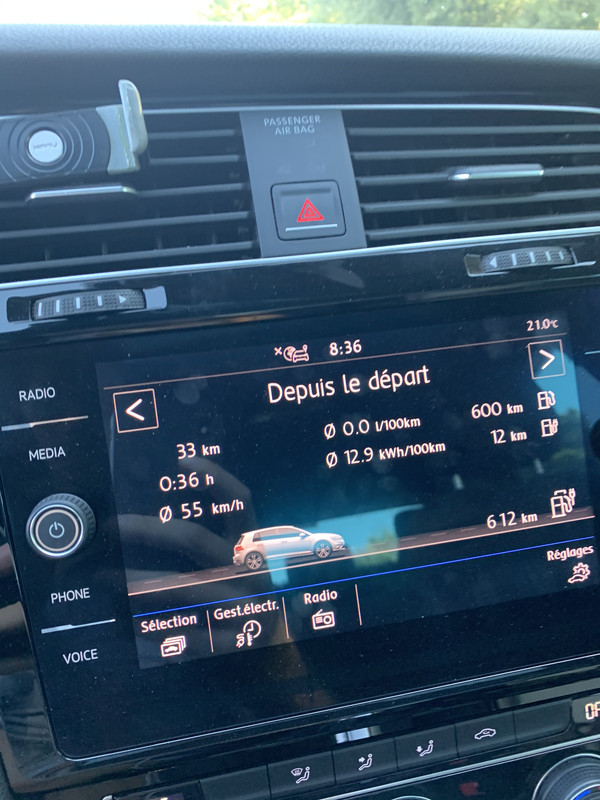 PASSENGER
AIR BAG
21.0°C
8:36
RADIO
MEDIA
PHONE
VOICE
Depuis le départ
33 km
0:36 h
Ø 55 km/h
Ø 0.0 l/100km
Ø 12.9 kWh/100km
600 km
12 km
612 km
Réglages
Sélection
Gest.électr.
Radio